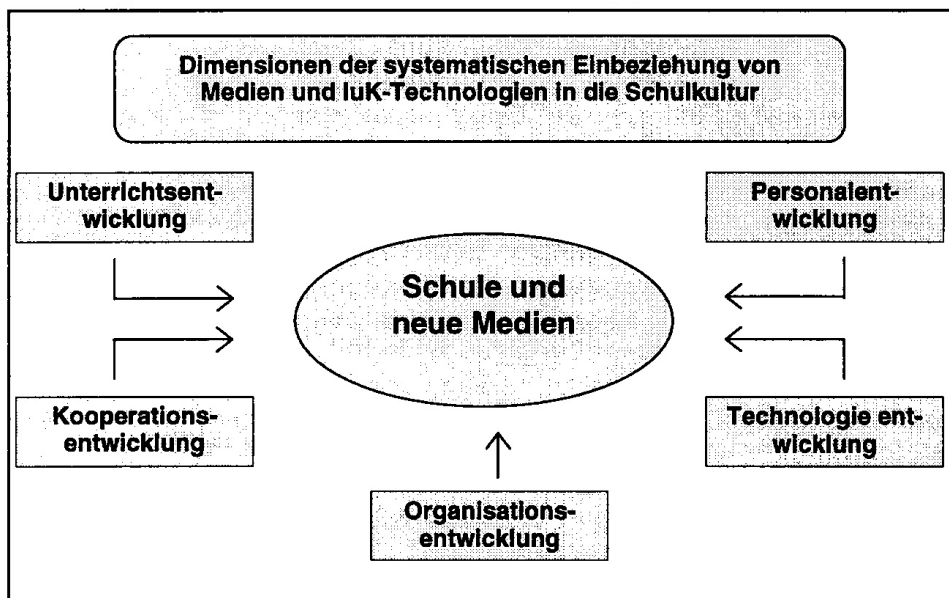 Dimensionen der systematischen Einbeziehung von
Medien und IuK-Technologien in die Schulkultur
Unterrichtsent-
wicklung
Personalent-
wicklung
Schule und
neue Medien
Kooperations-
entwicklung
Technologie ent-
wicklung
Organisations-
entwicklung